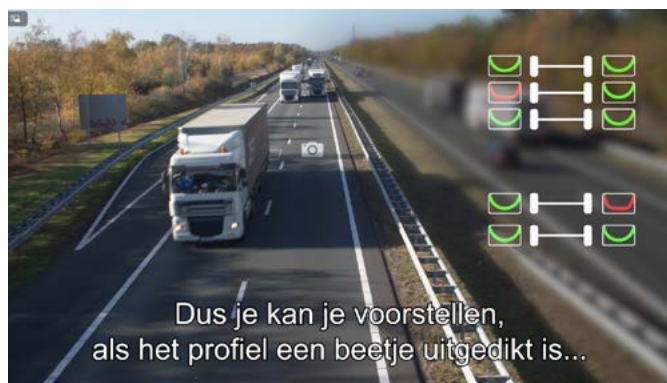 Dus je kan je voorstellen,
als het profiel een beetje uitgedikt is...